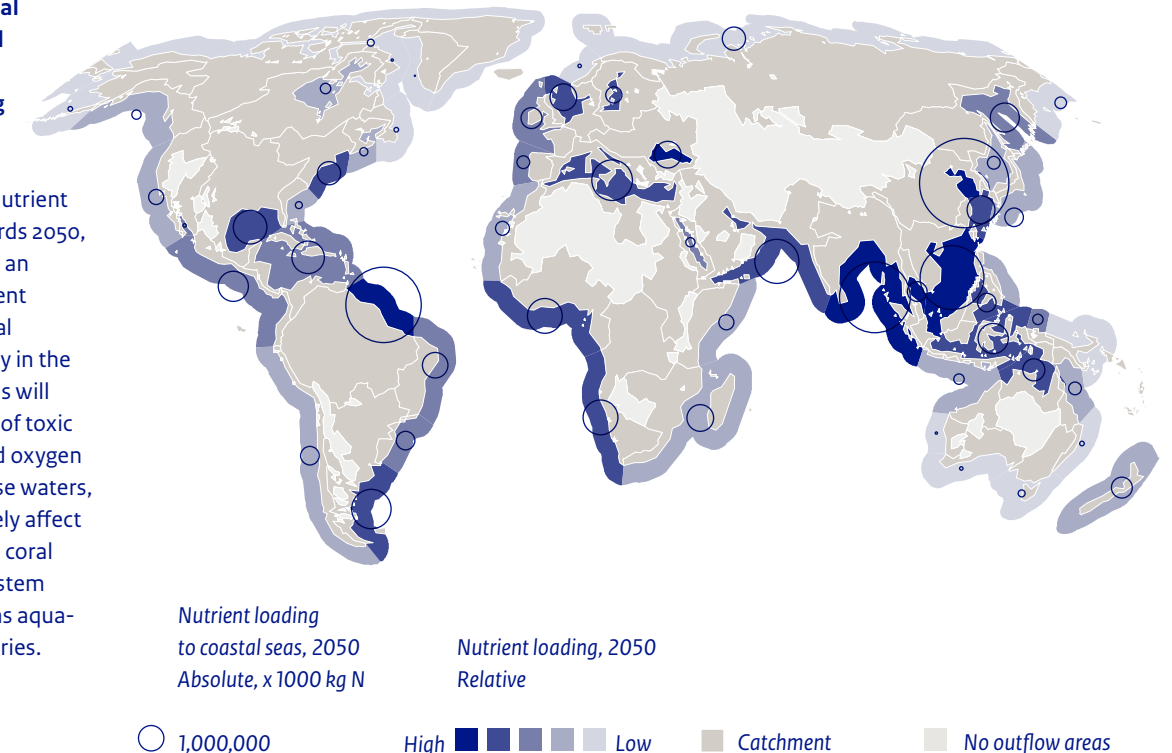 al
l
g
utrient
rds 2050,
an
ent
al
y in the
s will
of toxic
d oxygen
se waters,
ely affect
coral
stem
as aqua-
ries.
Nutrient loading
to coastal seas, 2050
Absolute, x 1000 kg N
Nutrient loading, 2050
Relative
1,000,000
High
Low
Catchment
No outflow areas